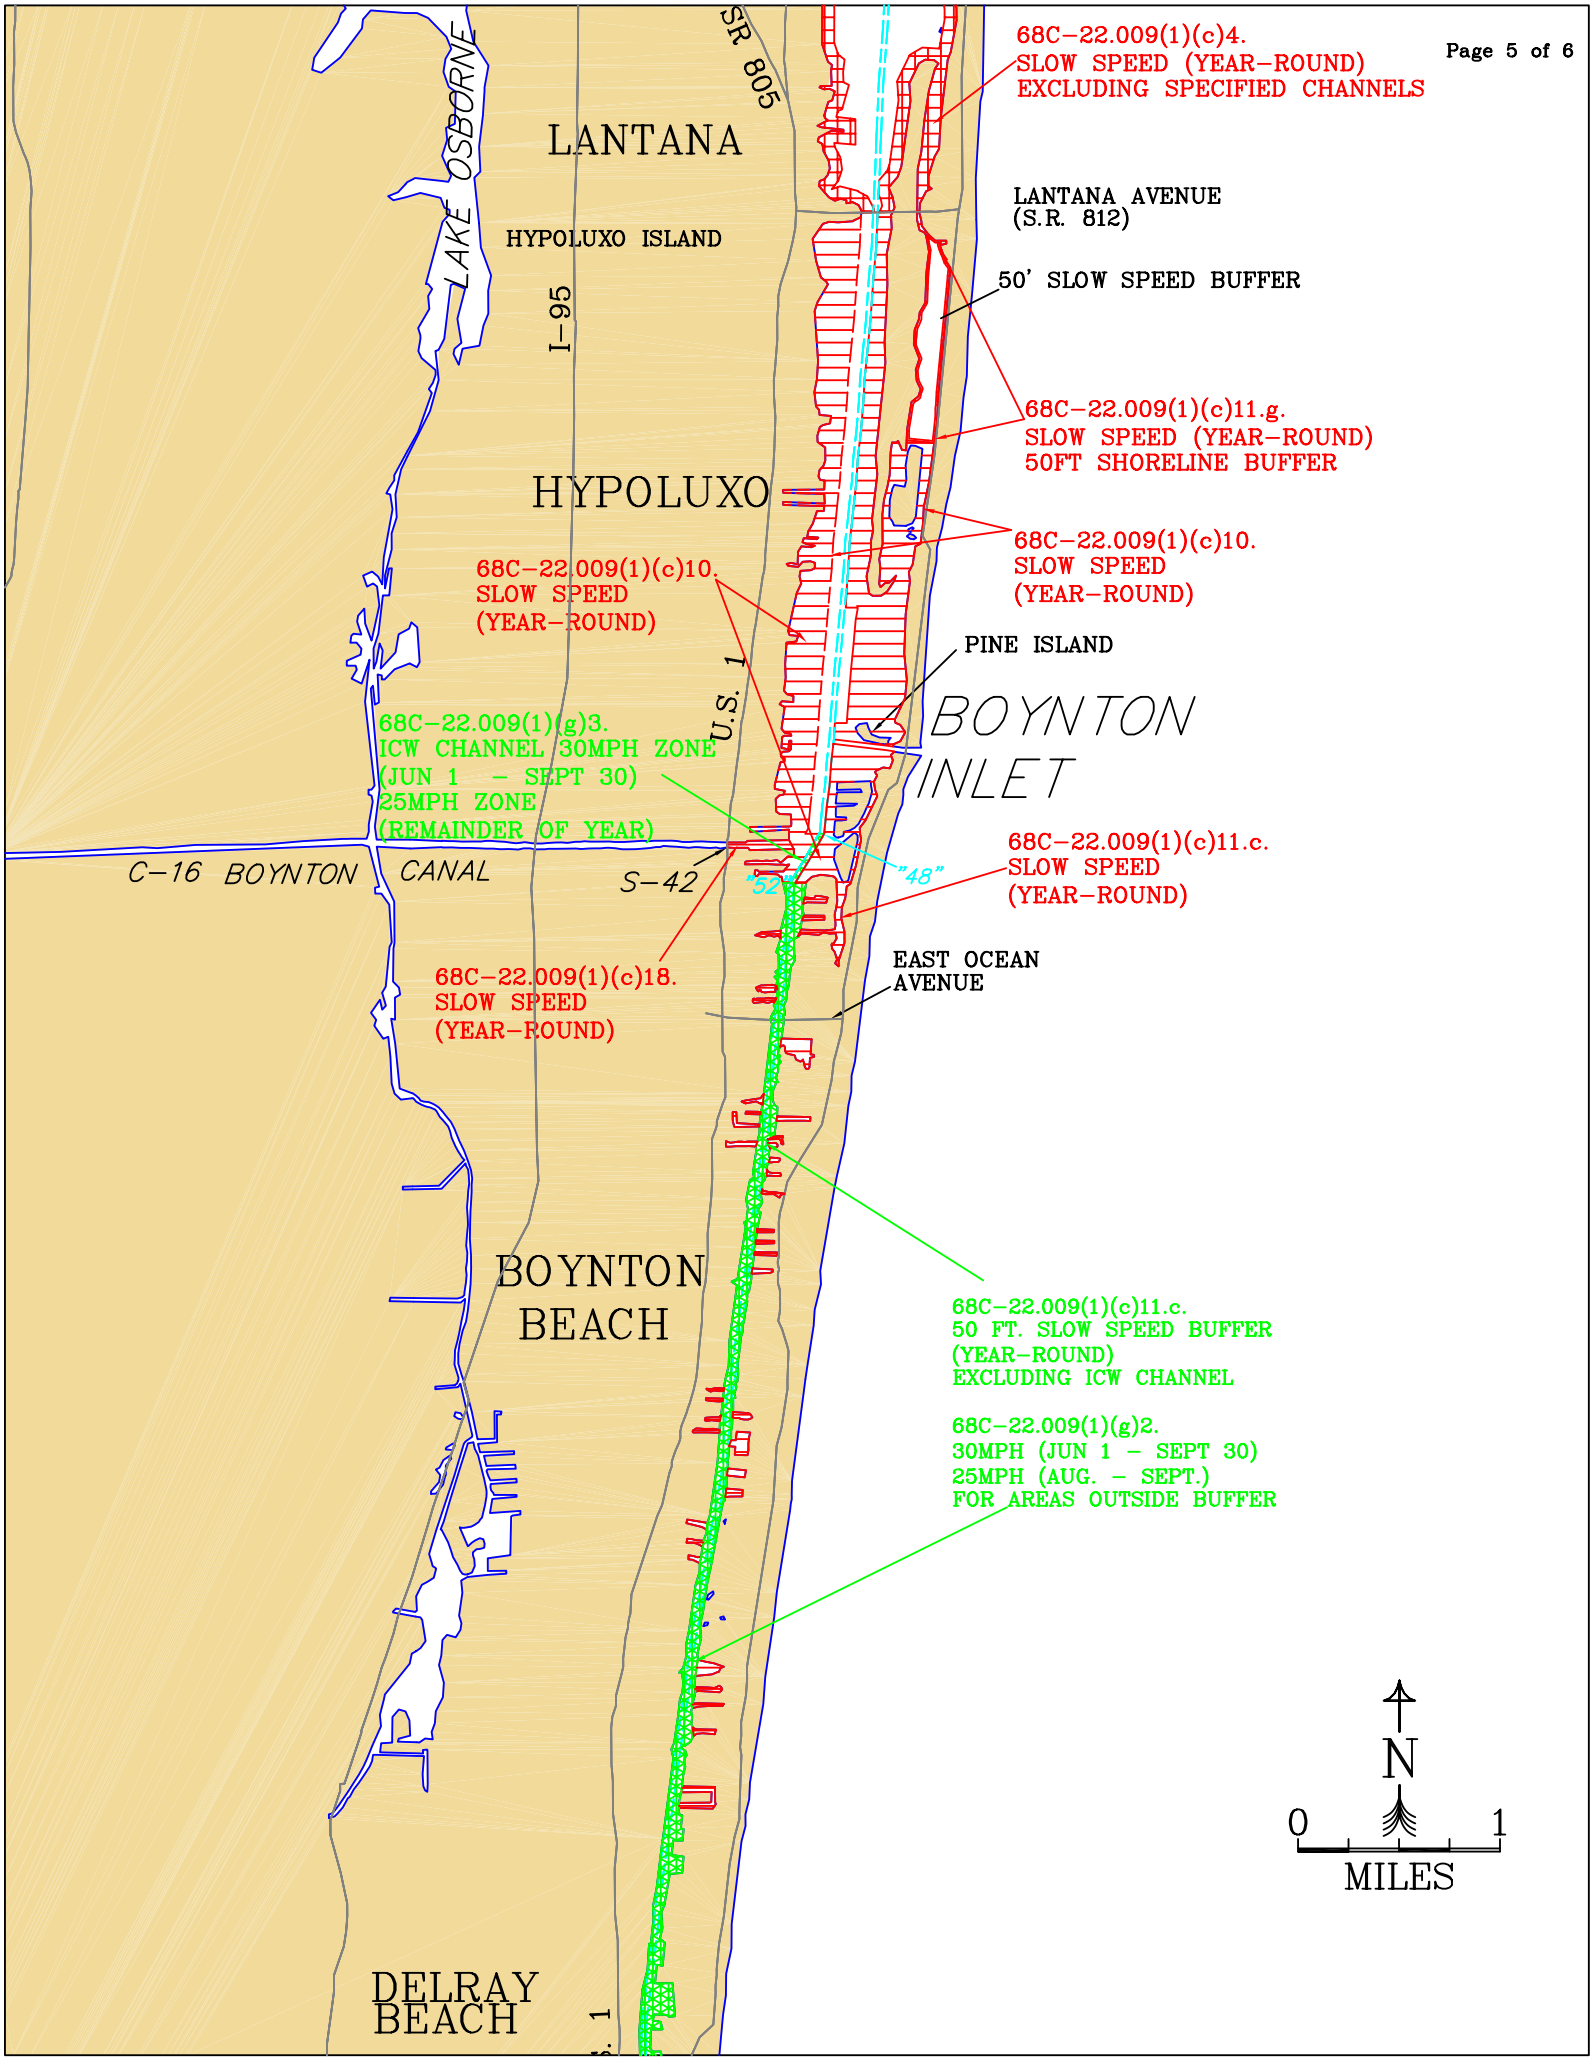 Page 5 of 6
68C-22.009(1)(c)4.
SLOW SPEED (YEAR-ROUND)
EXCLUDING SPECIFIED CHANNELS
SR 805
LAKE OSBORNE
LANTANA
LANTANA AVENUE
(S.R. 812)
HYPOLUXO ISLAND
50' SLOW SPEED BUFFER
I-95
68C-22.009(1)(c)11.g.
SLOW SPEED (YEAR-ROUND)
50FT SHORELINE BUFFER
HYPOLUXO
68C-22.009(1)(c)10.
SLOW SPEED
(YEAR-ROUND)
68C-22.009(1)(c)10.
SLOW SPEED
(YEAR-ROUND)
PINE ISLAND
U.S. 1
BOYNTON
INLET
68C-22.009(1)(g)3.
ICW CHANNEL 30MPH ZONE
(JUN 1 - SEPT 30)
25MPH ZONE
(REMAINDER OF YEAR)
68C-22.009(1)(c)11.c.
SLOW SPEED
(YEAR-ROUND)
C-16 BOYNTON CANAL
S-42
"52"
"48"
EAST OCEAN
AVENUE
68C-22.009(1)(c)18.
SLOW SPEED
(YEAR-ROUND)
BOYNTON
BEACH
68C-22.009(1)(c)11.c.
50 FT. SLOW SPEED BUFFER
(YEAR-ROUND)
EXCLUDING ICW CHANNEL
68C-22.009(1)(g)2.
30MPH (JUN 1 - SEPT 30)
25MPH (AUG. - SEPT.)
FOR AREAS OUTSIDE BUFFER
N
0 1
MILES
DELRAY
BEACH
S. 1